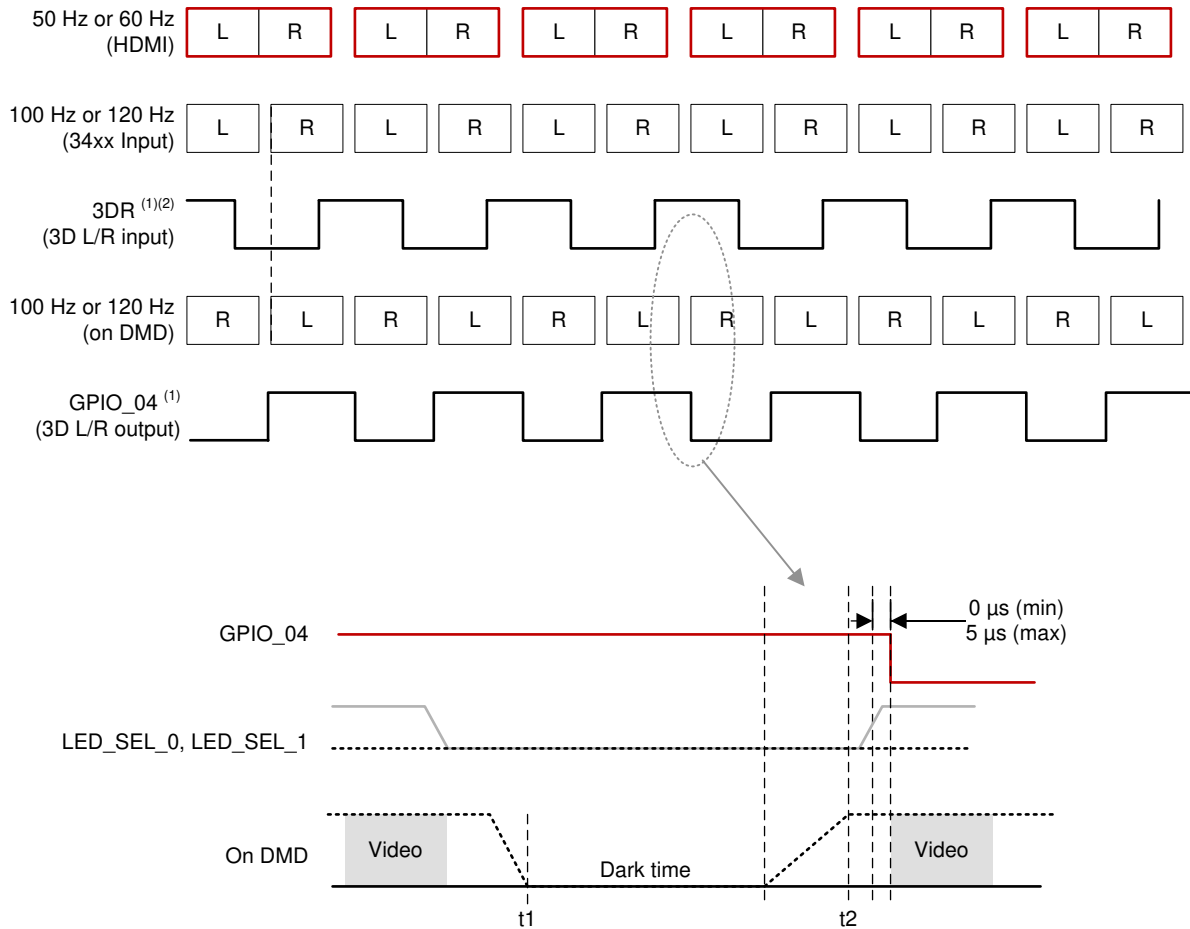 50 Hz or 60 Hz
(HDMI)
L R L R L R L R L R L R
100 Hz or 120 Hz
(34xx Input)
L R L R L R L R L R L R
3DR (1)(2)
(3D L/R input)
100 Hz or 120 Hz
(on DMD)
R L R L R L R L R L R L
GPIO_04 (1)
(3D L/R output)
0 µs (min)
5 µs (max)
GPIO_04
LED_SEL_0, LED_SEL_1
On DMD
Video
Dark time
Video
t1
t2